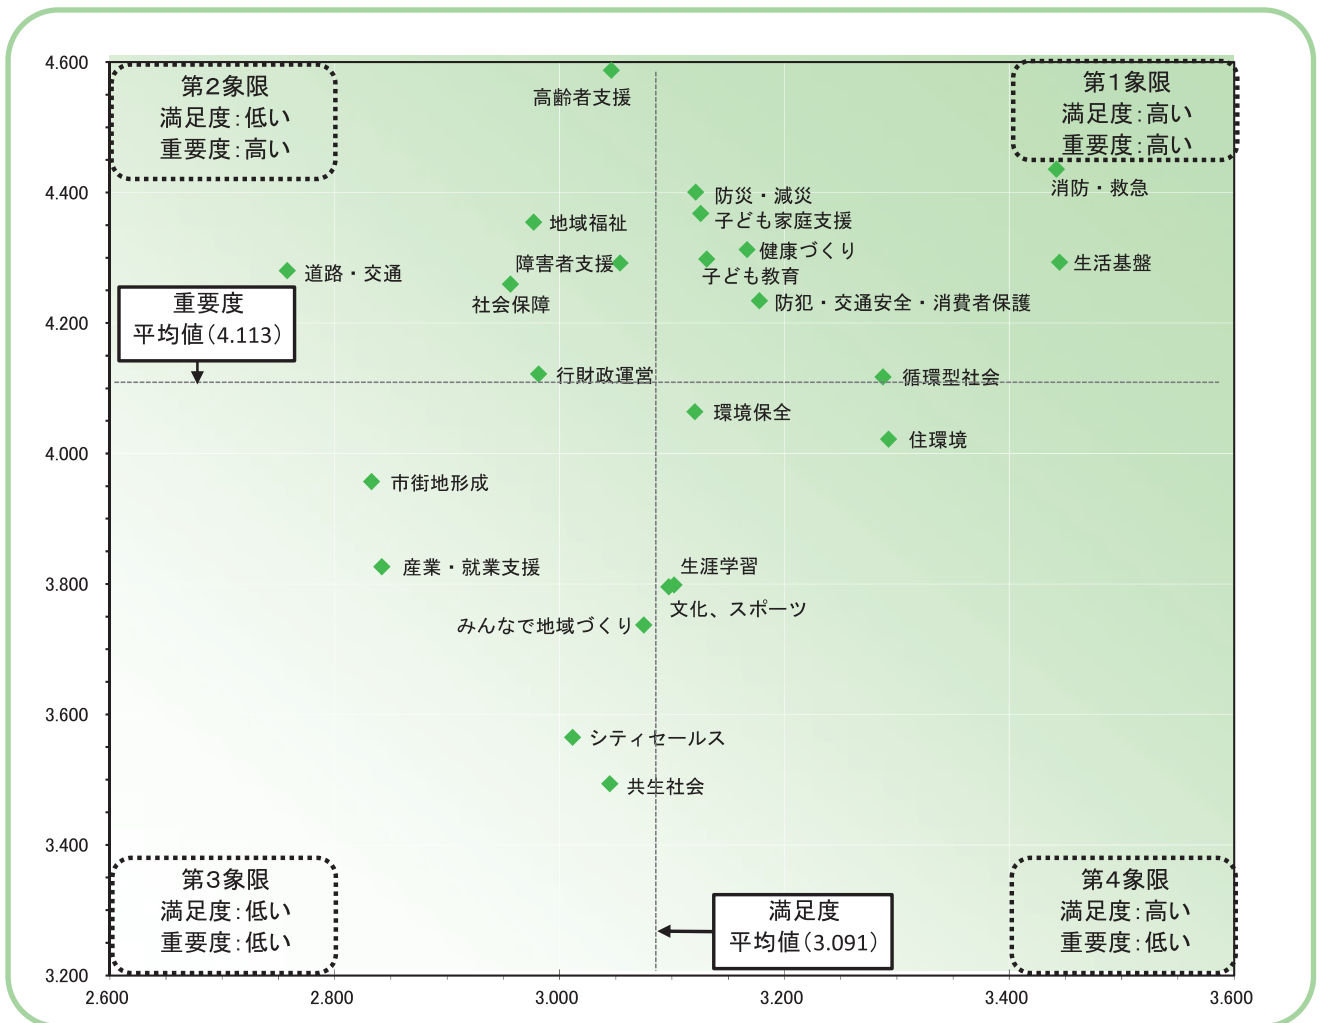 4.600
4.400
4.200
4.000
3.800
3.600
3.400
3.200
2.600
2.800
3.000
3.200
3.400
3.600
第2象限
満足度:低い
重要度:高い
第1象限
満足度:高い
重要度:高い
高齢者支援
消防・救急
防災・減災
子ども家庭支援
地域福祉
健康づくり
障害者支援
子ども教育
生活基盤
道路・交通
社会保障
防犯・交通安全・消費者保護
重要度
平均値(4.113)
行財政運営
循環型社会
環境保全
住環境
市街地形成
産業・就業支援
生涯学習
文化、スポーツ
みんなで地域づくり
シティセールス
共生社会
第3象限
満足度:低い
重要度:低い
満足度
平均値(3.091)
第4象限
満足度:高い
重要度:低い